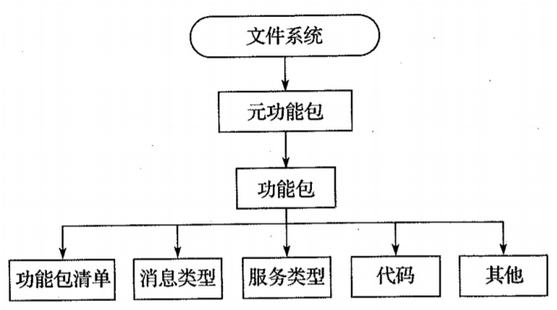 文件系统
元功能包
功能包
功能包清单
消息类型
服务类型
代码
其他